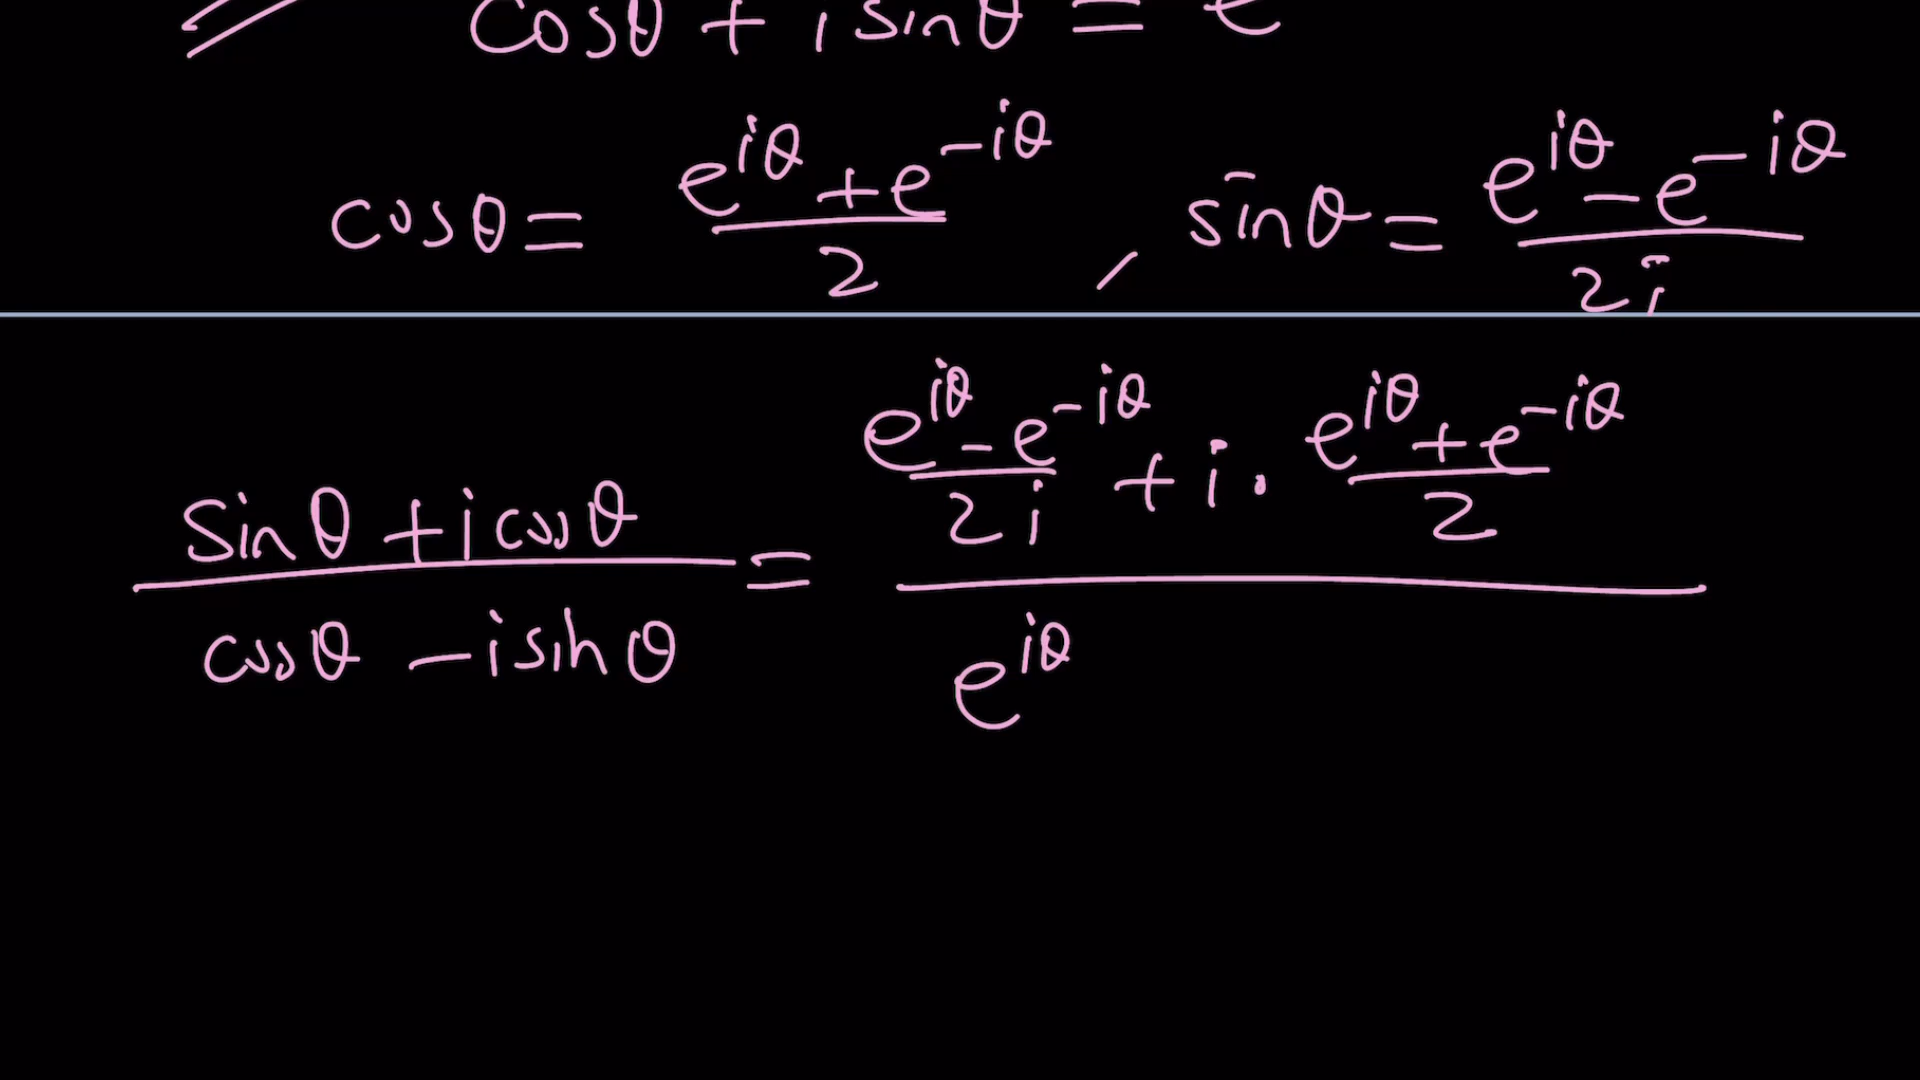 cosθ + i sinθ = e
cosθ = (e^{iθ} + e^{-iθ})/2 , sinθ = (e^{iθ} - e^{-iθ})/(2i)
(sinθ + i cosθ)/(cosθ - i sinθ) = ((e^{iθ} - e^{-iθ})/(2i) + i · (e^{iθ} + e^{-iθ})/2)/(e^{iθ})